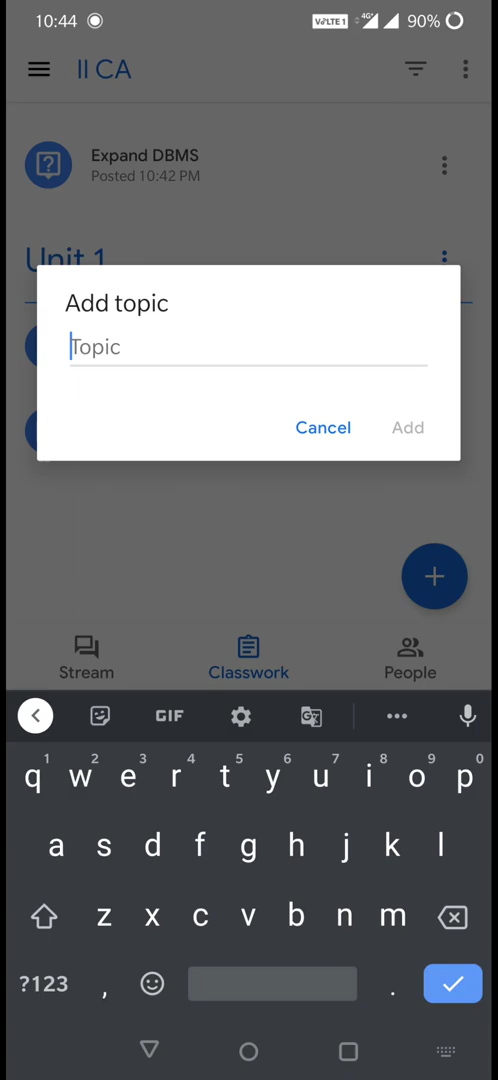 10:44 VoLTE 1 4G+ 90%
II CA
Expand DBMS
Posted 10:42 PM
Unit 1
Add topic
Topic
Cancel Add
+
Stream Classwork People
GIF
1 2 3 4 5 6 7 8 9 0
q w e r t y u i o p
a s d f g h j k l
z x c v b n m
?123 , .